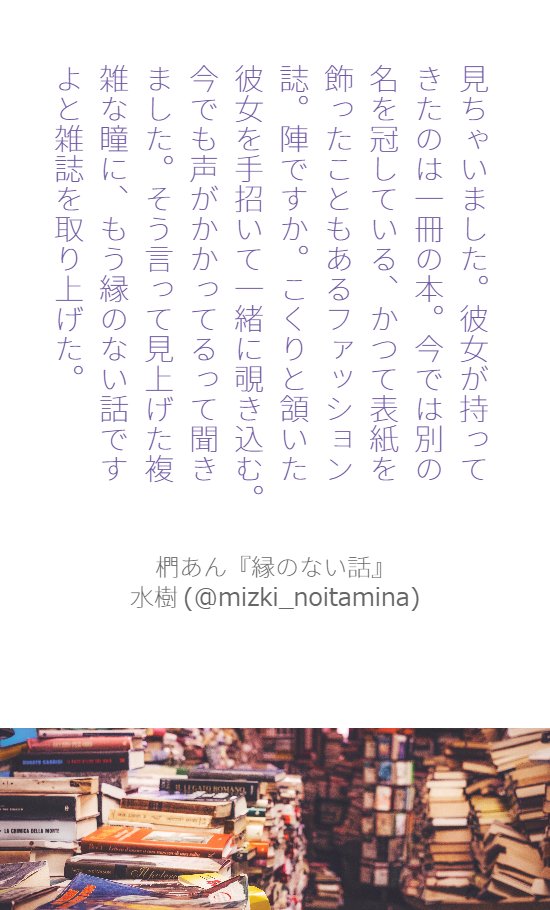 見ちゃいました。彼女が持って
きたのは一冊の本。今では別の
名を冠している、かつて表紙を
飾ったこともあるファッション
誌。陣ですか。こくりと頷いた
彼女を手招いて一緒に覗き込む。
今でも声がかかってるって聞き
ました。そう言って見上げた複
雑な瞳に、もう縁のない話です
よと雑誌を取り上げた。
椚あん『縁のない話』
水樹 (@mizki_noitamina)
IL LEGATO ROMANO
LA CHIMICA DELLA MORTE